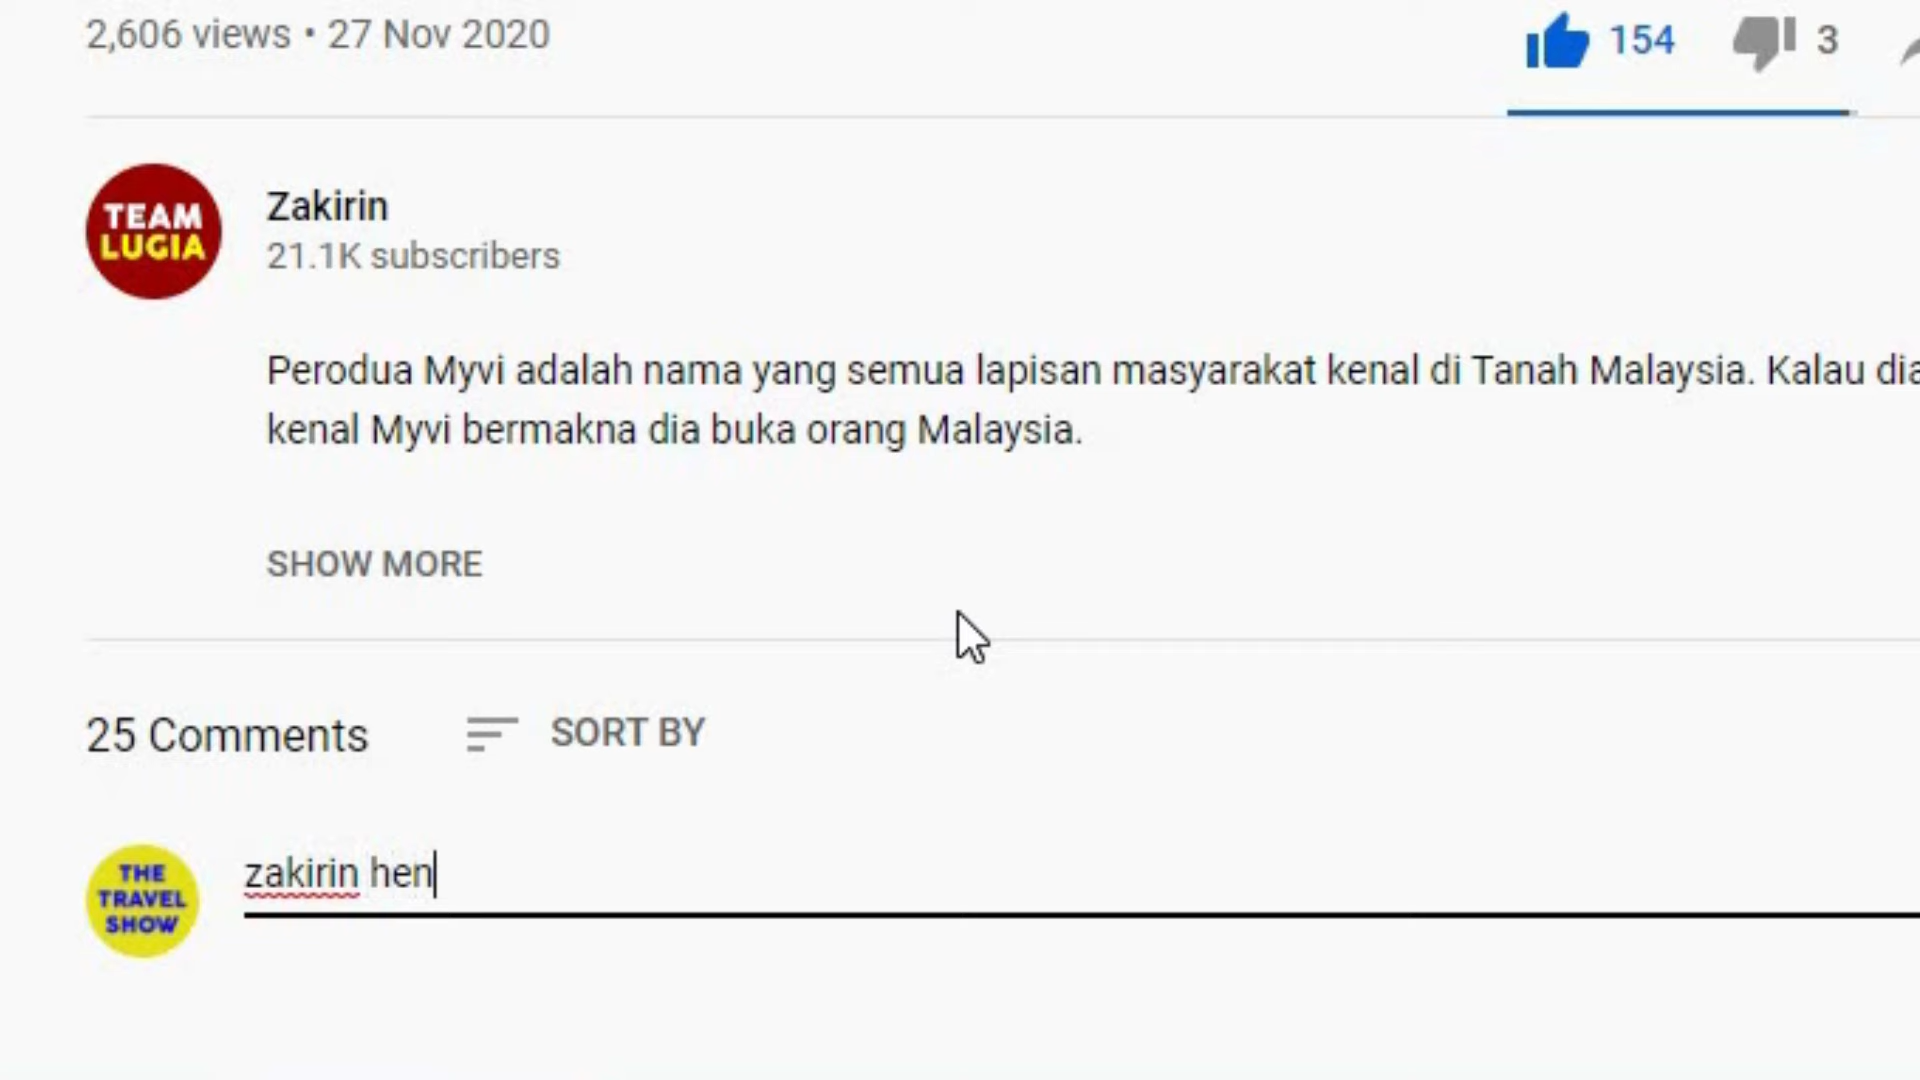 2,606 views • 27 Nov 2020
154
3
TEAM
LUGIA
Zakirin
21.1K subscribers
Perodua Myvi adalah nama yang semua lapisan masyarakat kenal di Tanah Malaysia. Kalau dia
kenal Myvi bermakna dia buka orang Malaysia.
SHOW MORE
25 Comments
SORT BY
THE
TRAVEL
SHOW
zakirin hen